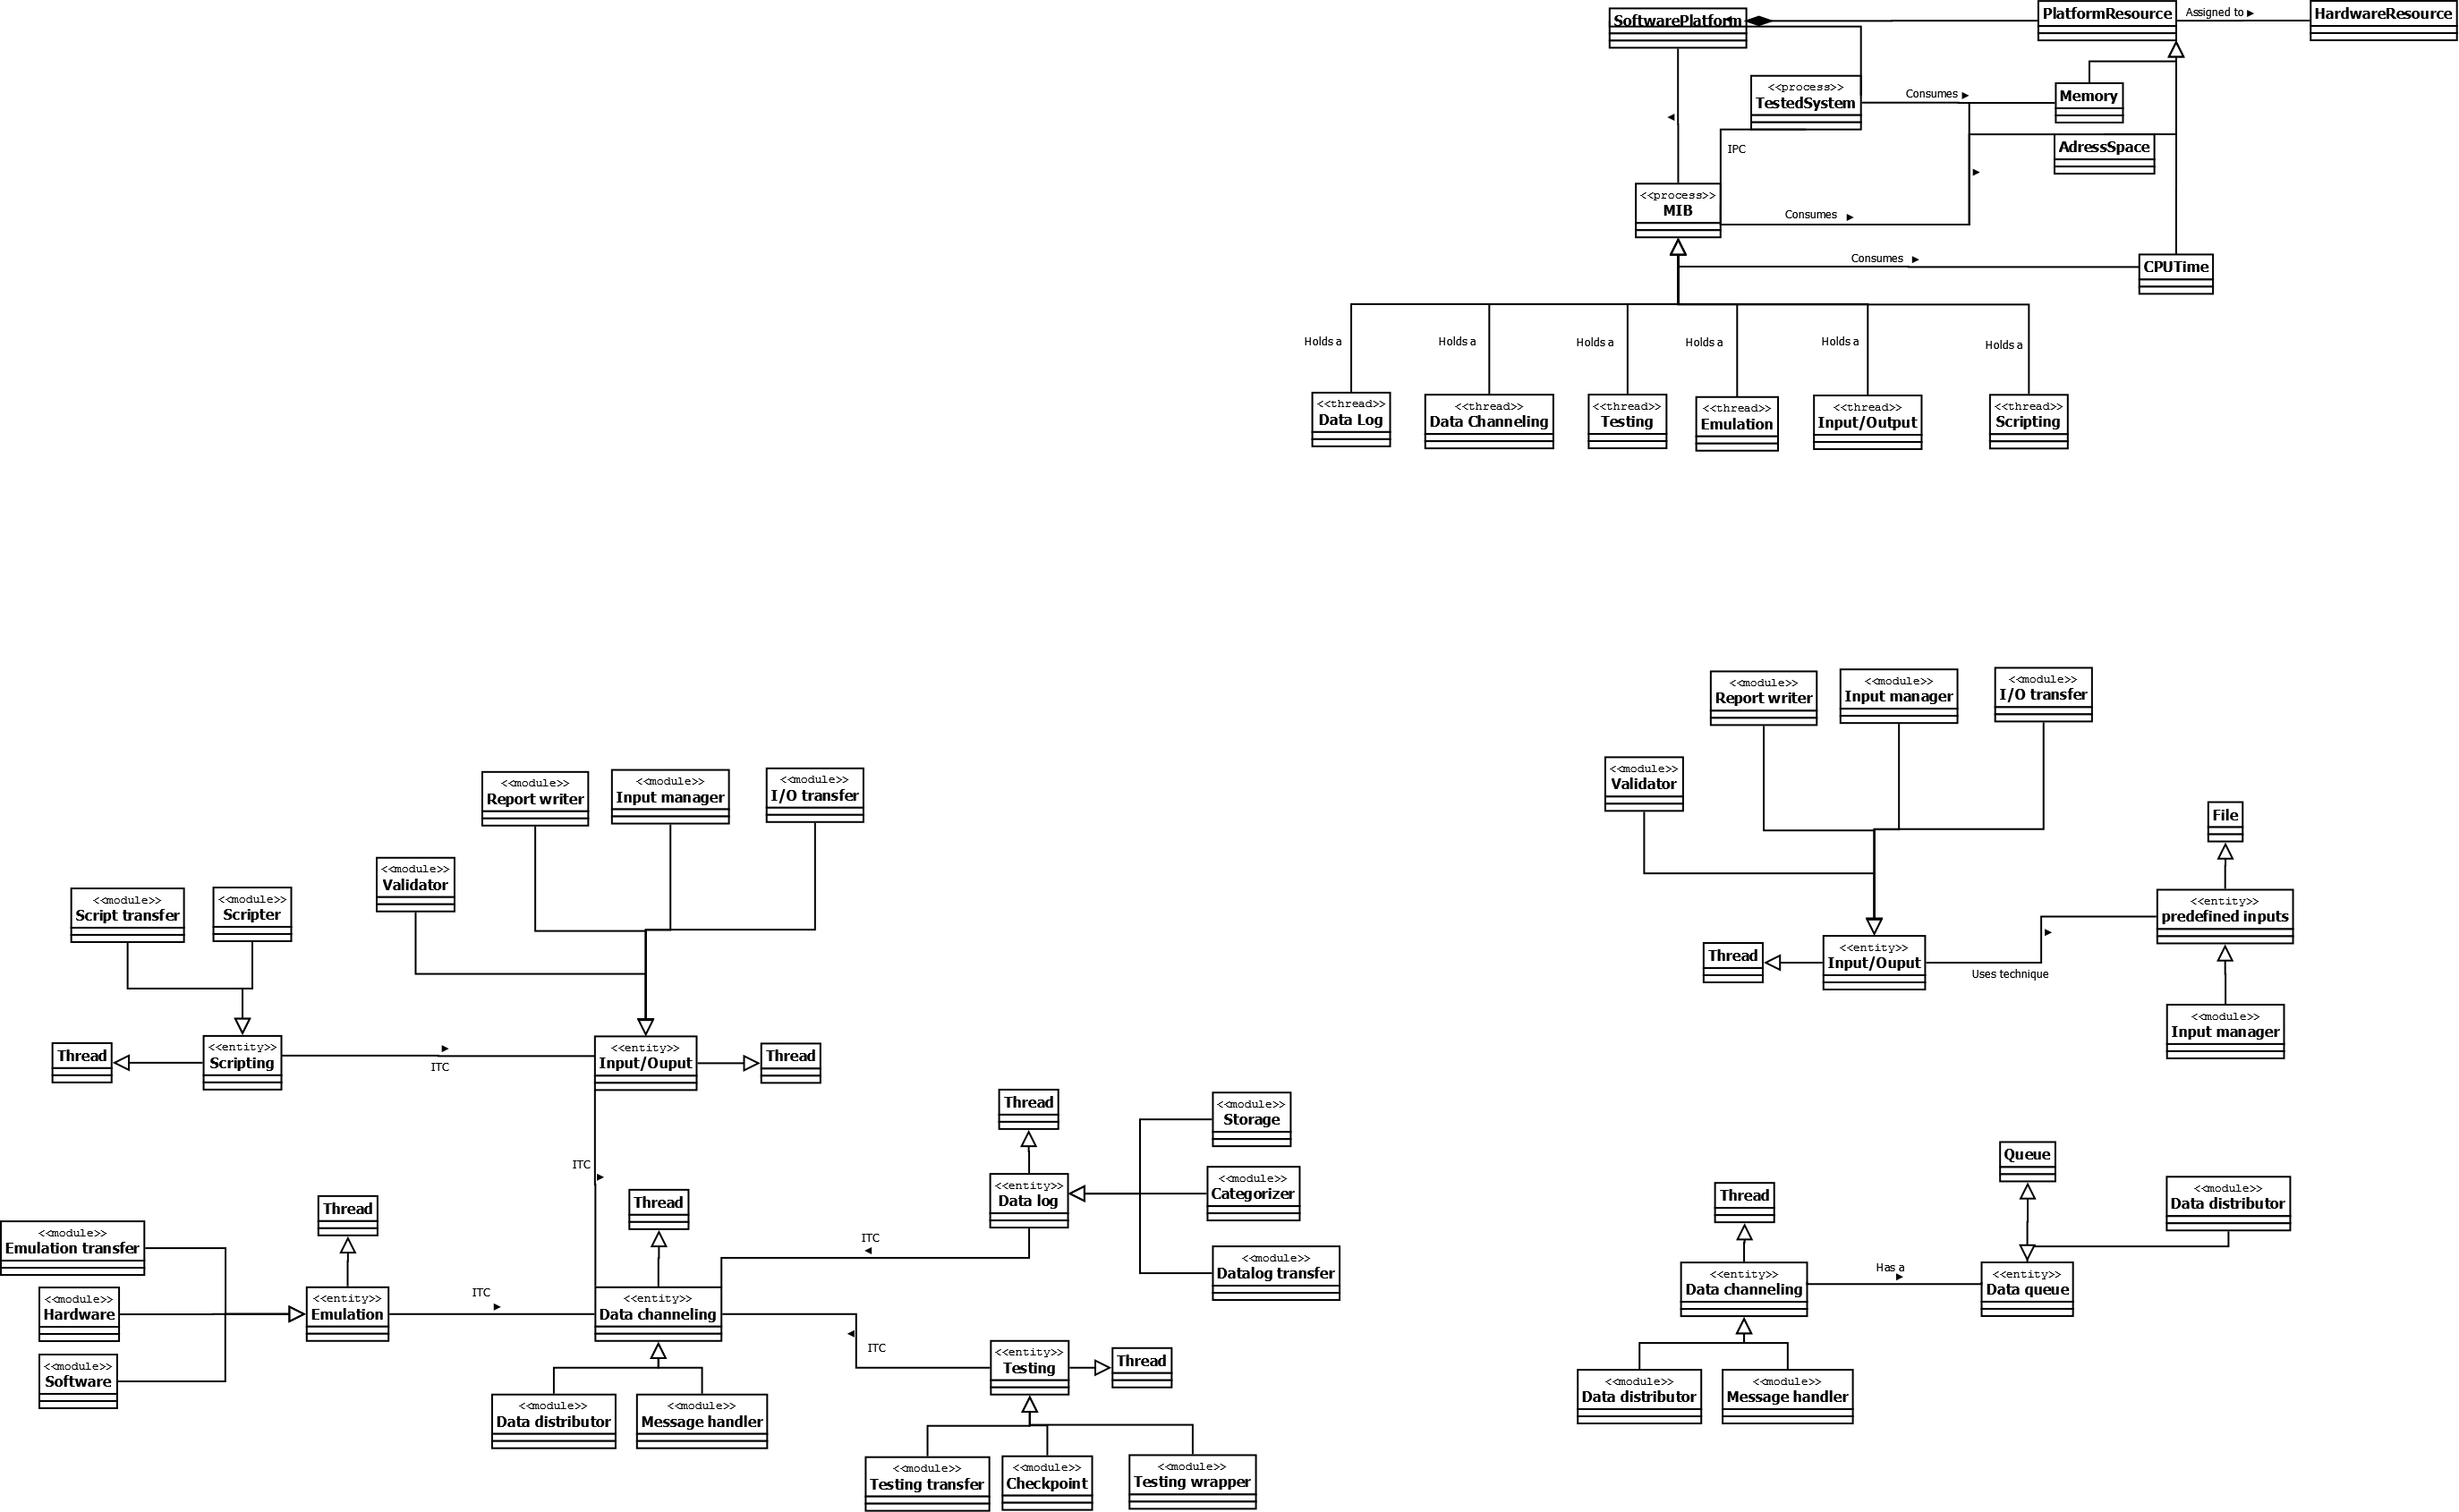 SoftwarePlatform
PlatformResource
Assigned to
HardwareResource
<<process>>
TestedSystem
Consumes
Memory
IPC
AdressSpace
<<process>>
MIB
Consumes
Consumes
CPUTime
Holds a
Holds a
Holds a
Holds a
Holds a
Holds a
<<thread>>
Data Log
<<thread>>
Data Channeling
<<thread>>
Testing
<<thread>>
Emulation
<<thread>>
Input/Output
<<thread>>
Scripting
<<module>>
Report writer
<<module>>
Input manager
<<module>>
I/O transfer
<<module>>
Validator
<<module>>
Script transfer
<<module>>
Scripter
Thread
<<entity>>
Scripting
ITC
<<entity>>
Input/Ouput
Thread
ITC
Thread
<<module>>
Storage
<<entity>>
Data log
<<module>>
Categorizer
<<module>>
Datalog transfer
ITC
Thread
Thread
<<module>>
Emulation transfer
<<module>>
Hardware
<<module>>
Software
<<entity>>
Emulation
ITC
<<entity>>
Data channeling
ITC
<<entity>>
Testing
Thread
<<module>>
Data distributor
<<module>>
Message handler
<<module>>
Testing transfer
<<module>>
Checkpoint
<<module>>
Testing wrapper
<<module>>
Report writer
<<module>>
Input manager
<<module>>
I/O transfer
<<module>>
Validator
File
<<entity>>
predefined inputs
Thread
<<entity>>
Input/Ouput
Uses technique
<<module>>
Input manager
Queue
Thread
<<module>>
Data distributor
<<entity>>
Data channeling
Has a
<<entity>>
Data queue
<<module>>
Data distributor
<<module>>
Message handler